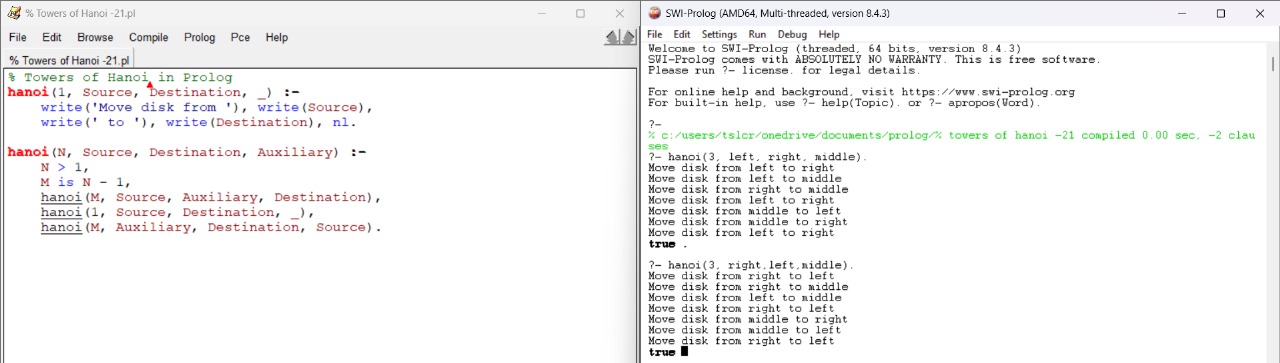 % Towers of Hanoi -21.pl
File Edit Browse Compile Prolog Pce Help
% Towers of Hanoi -21.pl
% Towers of Hanoi in Prolog
hanoi(1, Source, Destination, _) :-
    write('Move disk from '), write(Source),
    write(' to '), write(Destination), nl.
hanoi(N, Source, Destination, Auxiliary) :-
    N > 1,
    M is N - 1,
    hanoi(M, Source, Auxiliary, Destination),
    hanoi(1, Source, Destination, _),
    hanoi(M, Auxiliary, Destination, Source).
SWI-Prolog (AMD64, Multi-threaded, version 8.4.3)
File Edit Settings Run Debug Help
Welcome to SWI-Prolog (threaded, 64 bits, version 8.4.3)
SWI-Prolog comes with ABSOLUTELY NO WARRANTY. This is free software.
Please run ?- license. for legal details.
For online help and background, visit https://www.swi-prolog.org
For built-in help, use ?- help(Topic). or ?- apropos(Word).
?-
% c:/users/tslcr/onedrive/documents/prolog/% towers of hanoi -21 compiled 0.00 sec, -2 clau
ses
?- hanoi(3, left, right, middle).
Move disk from left to right
Move disk from left to middle
Move disk from right to middle
Move disk from left to right
Move disk from middle to left
Move disk from middle to right
Move disk from left to right
true .
?- hanoi(3, right,left,middle).
Move disk from right to left
Move disk from right to middle
Move disk from left to middle
Move disk from right to left
Move disk from middle to right
Move disk from middle to left
Move disk from right to left
true